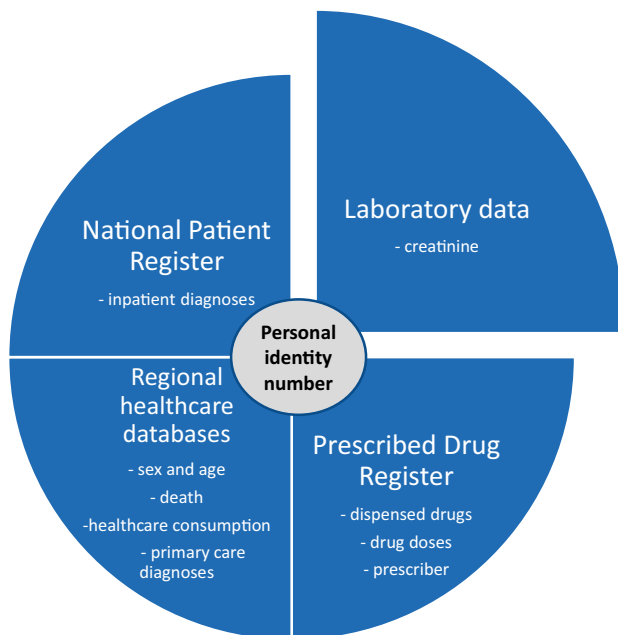 National Patient
Register
- inpatient diagnoses
Laboratory data
- creatinine
Personal
identity
number
Regional
healthcare
databases
- sex and age
- death
-healthcare consumption
- primary care
diagnoses
Prescribed Drug
Register
- dispensed drugs
- drug doses
- prescriber